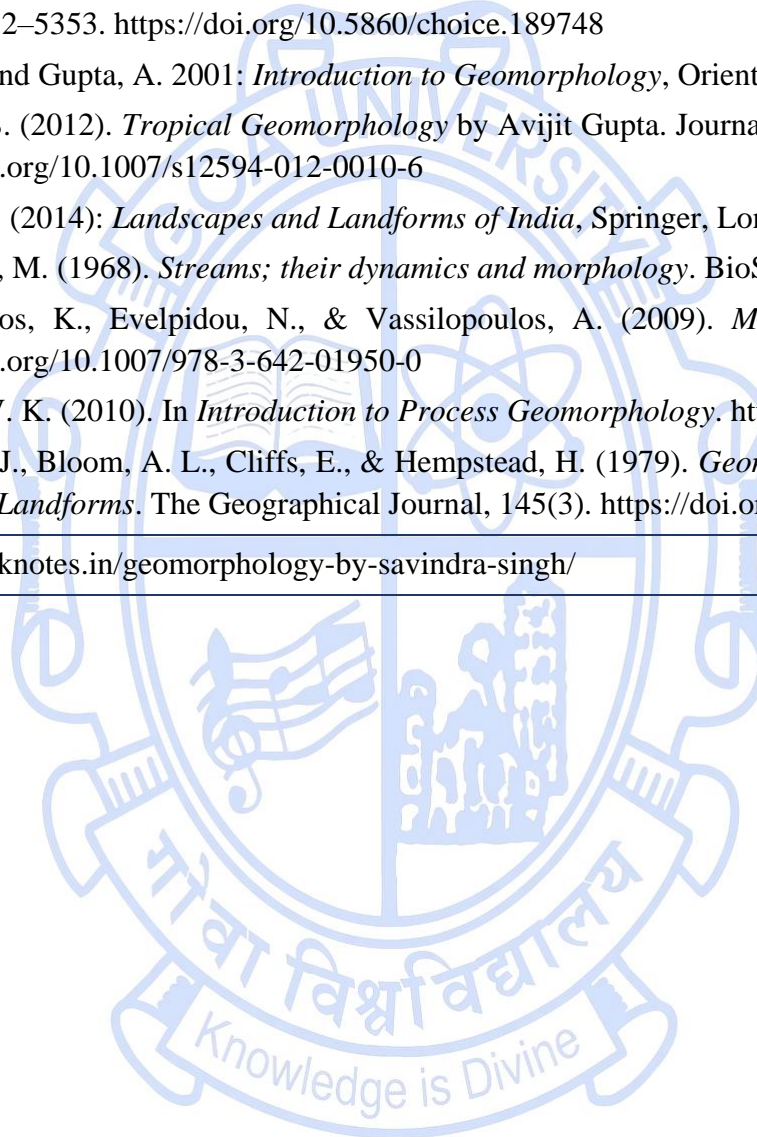 2–5353. https://doi.org/10.5860/choice.189748
nd Gupta, A. 2001: Introduction to Geomorphology, Orient
. (2012). Tropical Geomorphology by Avijit Gupta. Journa
.org/10.1007/s12594-012-0010-6
(2014): Landscapes and Landforms of India, Springer, Lo
, M. (1968). Streams; their dynamics and morphology. BioS
os, K., Evelpidou, N., & Vassilopoulos, A. (2009). M
.org/10.1007/978-3-642-01950-0
. K. (2010). In Introduction to Process Geomorphology. ht
J., Bloom, A. L., Cliffs, E., & Hempstead, H. (1979). Geo
Landforms. The Geographical Journal, 145(3). https://doi.o
knotes.in/geomorphology-by-savindra-singh/
GOA UNIVERSITY
गोंवा विश्वविद्यालय
Knowledge is Divine